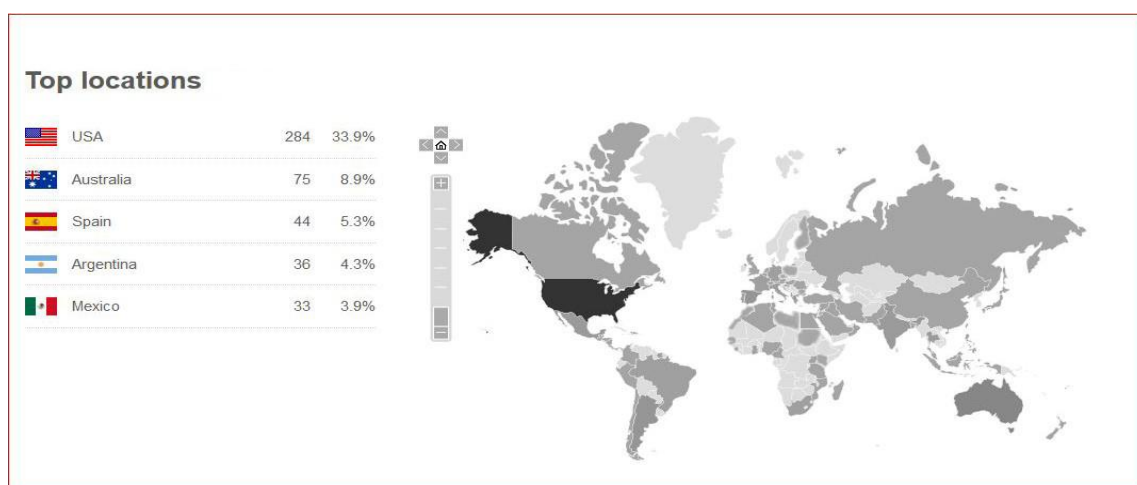 Top locations
USA 284 33.9%
Australia 75 8.9%
Spain 44 5.3%
Argentina 36 4.3%
Mexico 33 3.9%